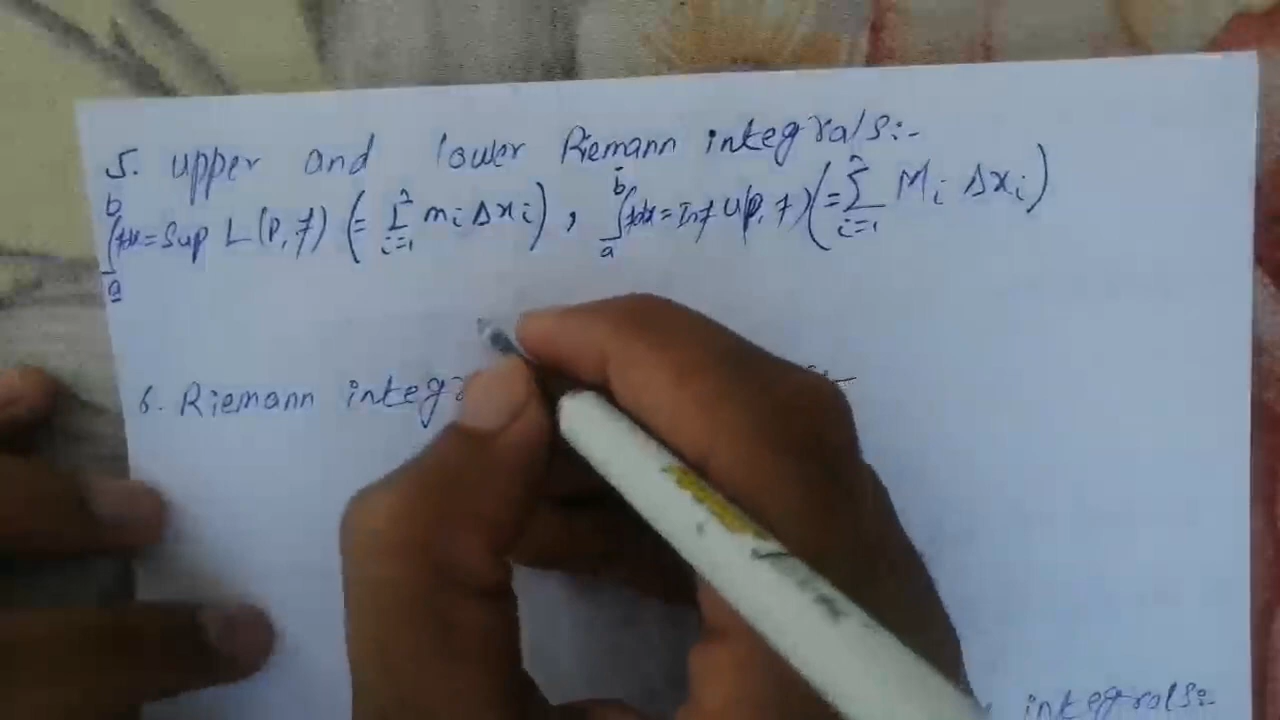 5. upper and lower Riemann integrals:-
∫_a^b f dx = Sup L(P, f) (= Σ_{i=1}^n m_i Δx_i), ∫_a^b f dx = Inf U(P, f) (= Σ_{i=1}^n M_i Δx_i)
6. Riemann
integrals:-